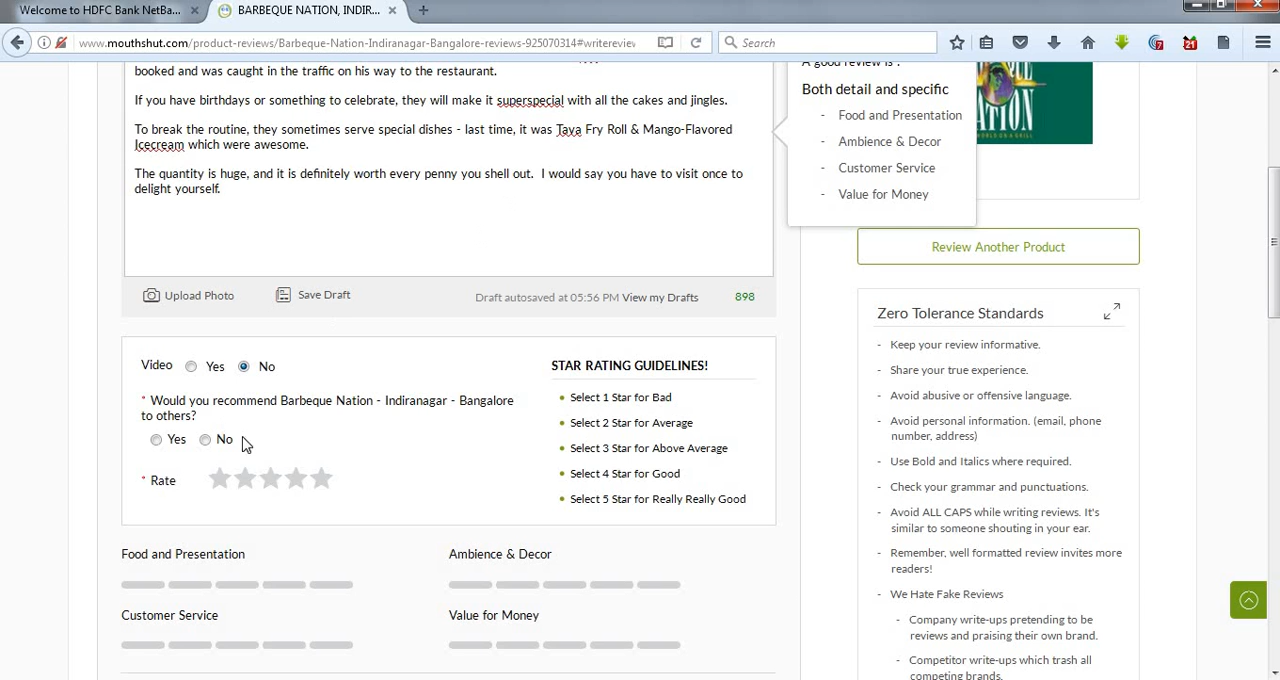 Welcome to HDFC Bank NetBa...
BARBEQUE NATION, INDIR...
www.mouthshut.com/product-reviews/Barbeque-Nation-Indiranagar-Bangalore-reviews-925070314#writereview
Search
21
booked and was caught in the traffic on his way to the restaurant.
If you have birthdays or something to celebrate, they will make it superspecial with all the cakes and jingles.
To break the routine, they sometimes serve special dishes - last time, it was Tava Fry Roll & Mango-Flavored
Icecream which were awesome.
The quantity is huge, and it is definitely worth every penny you shell out. I would say you have to visit once to
delight yourself.
A good review is :
Both detail and specific
- Food and Presentation
- Ambience & Decor
- Customer Service
- Value for Money
NATION
Review Another Product
Upload Photo
Save Draft
Draft autosaved at 05:56 PM View my Drafts
898
Video Yes No
* Would you recommend Barbeque Nation - Indiranagar - Bangalore
to others?
Yes No
* Rate
STAR RATING GUIDELINES!
• Select 1 Star for Bad
• Select 2 Star for Average
• Select 3 Star for Above Average
• Select 4 Star for Good
• Select 5 Star for Really Really Good
Food and Presentation
Ambience & Decor
Customer Service
Value for Money
Zero Tolerance Standards
- Keep your review informative.
- Share your true experience.
- Avoid abusive or offensive language.
- Avoid personal information. (email, phone
number, address)
- Use Bold and Italics where required.
- Check your grammar and punctuations.
- Avoid ALL CAPS while writing reviews. It's
similar to someone shouting in your ear.
- Remember, well formatted review invites more
readers!
- We Hate Fake Reviews
- Company write-ups pretending to be
reviews and praising their own brand.
- Competitor write-ups which trash all
competing brands.